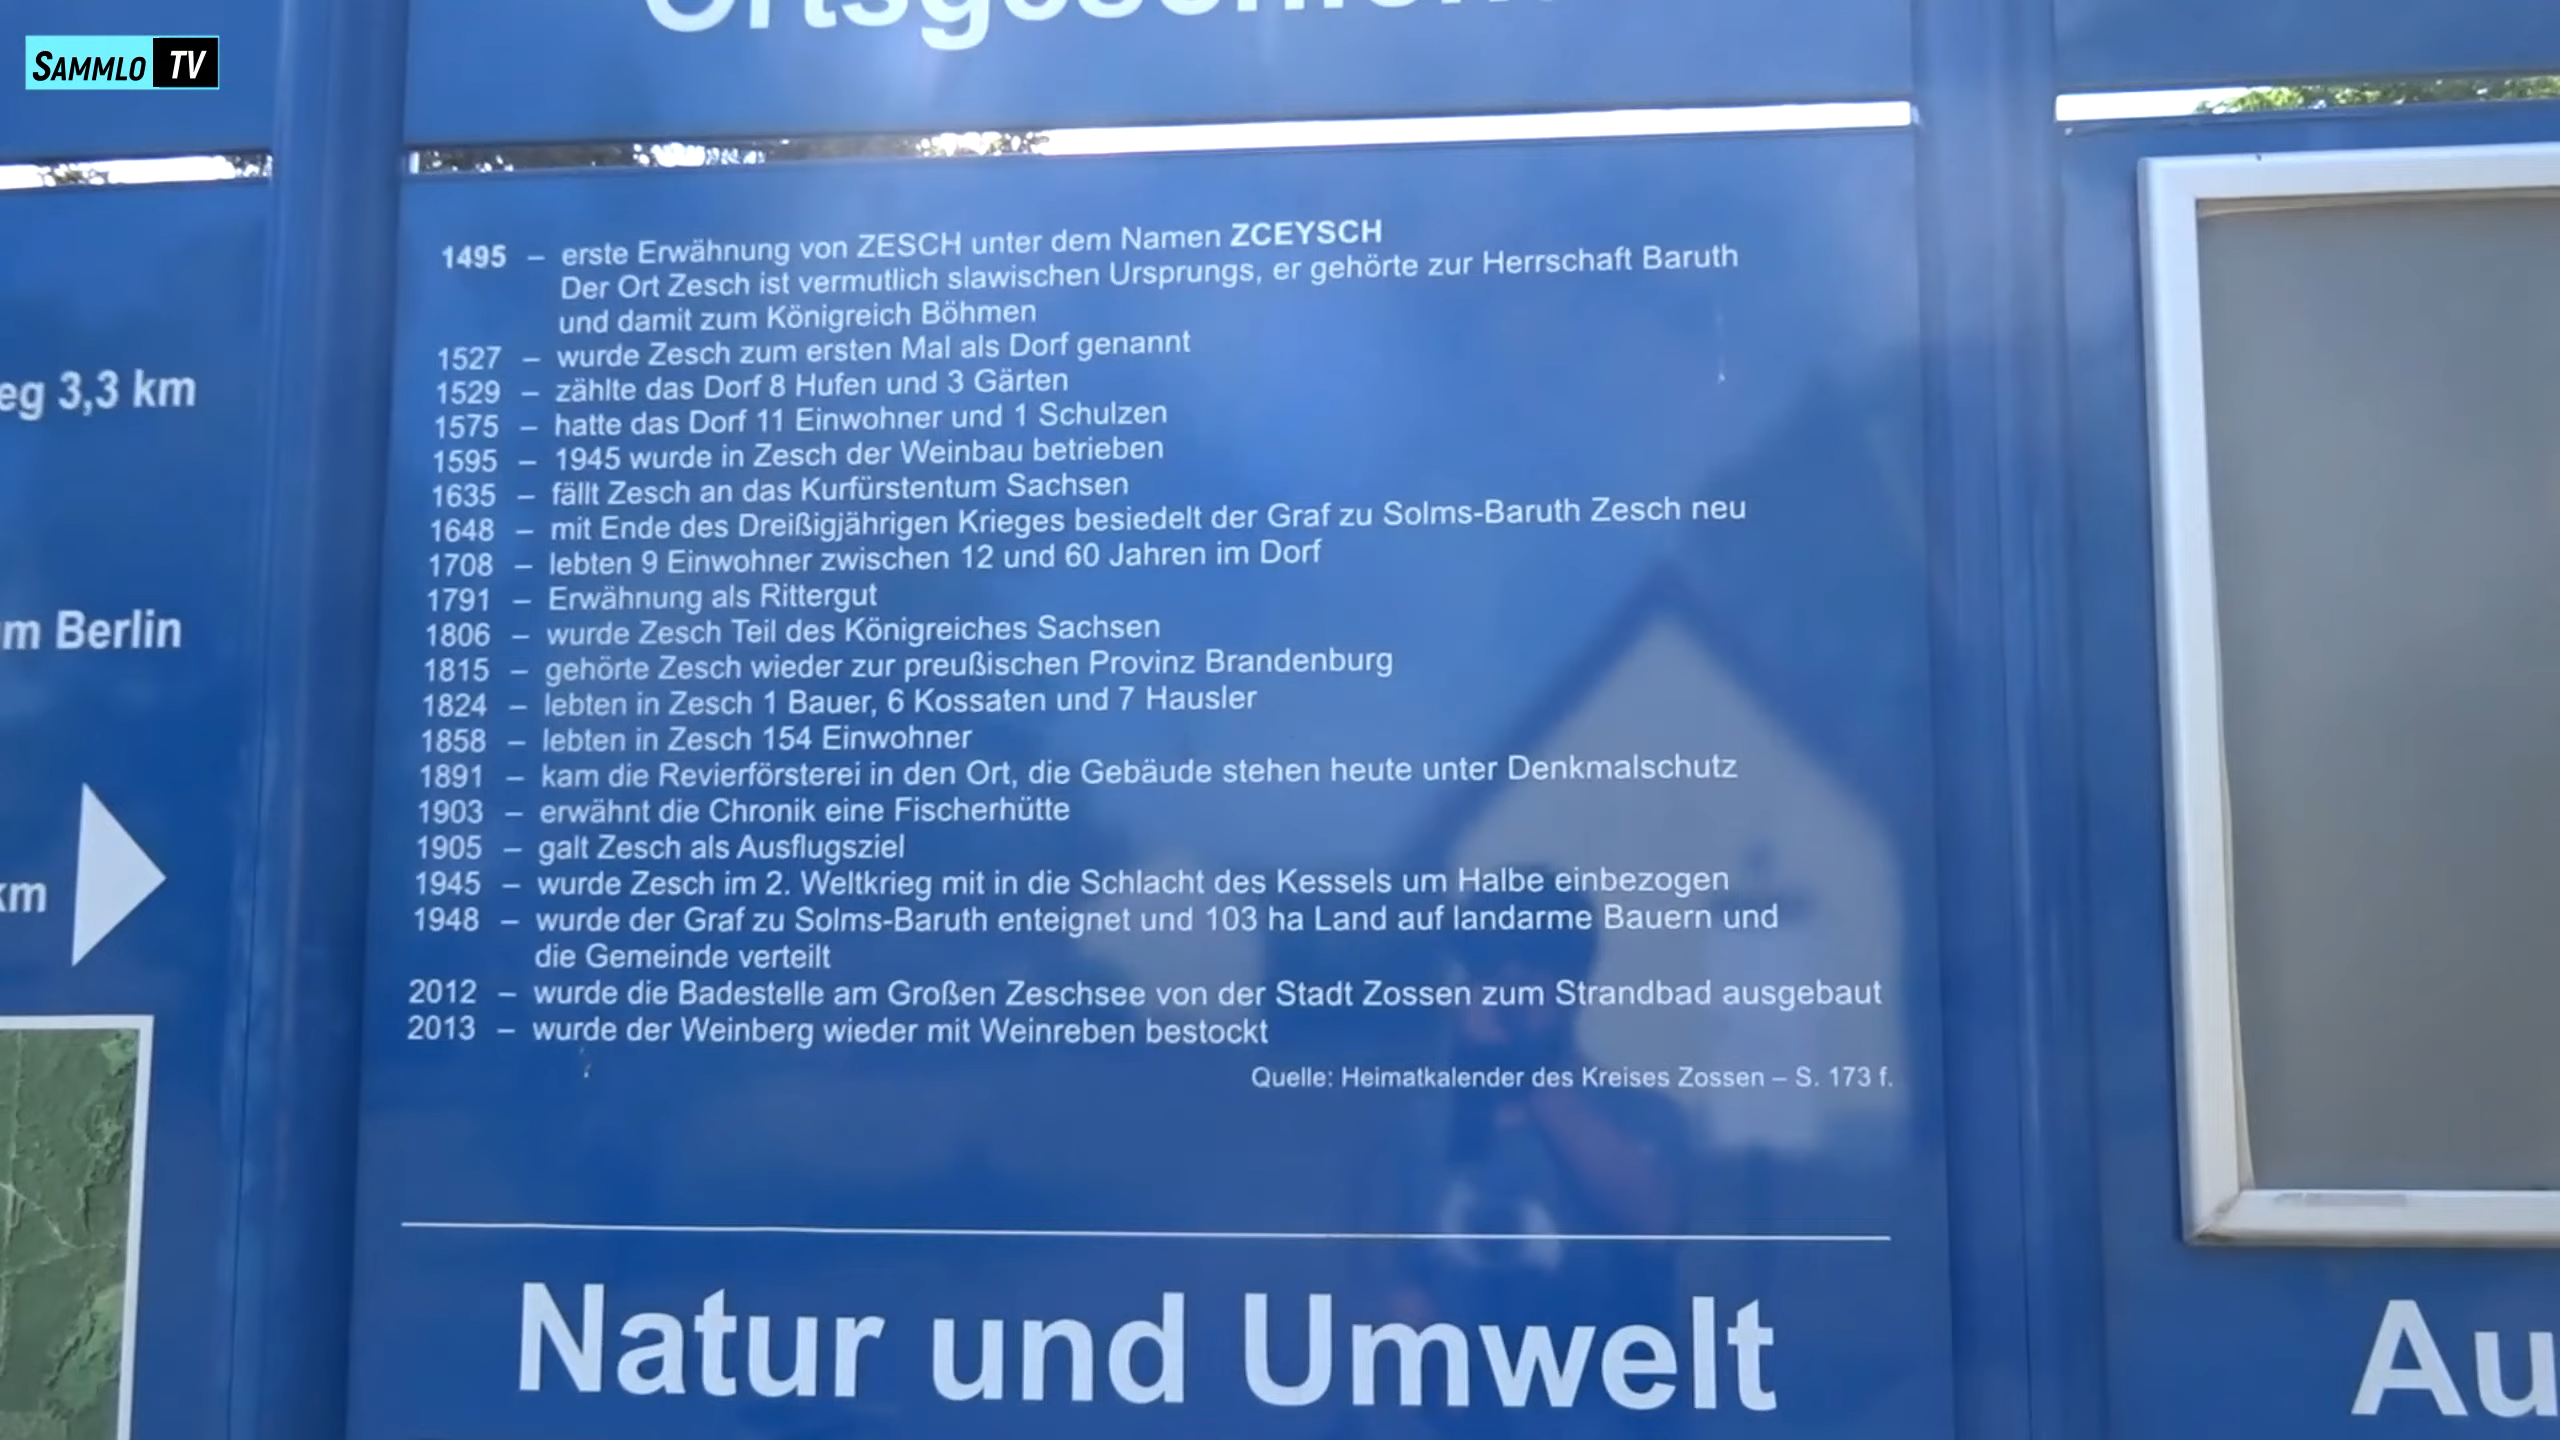 SAMMLO TV
1495 – erste Erwähnung von ZESCH unter dem Namen ZCEYSCH
Der Ort Zesch ist vermutlich slawischen Ursprungs, er gehörte zur Herrschaft Baruth
und damit zum Königreich Böhmen
1527 – wurde Zesch zum ersten Mal als Dorf genannt
1529 – zählte das Dorf 8 Hufen und 3 Gärten
1575 – hatte das Dorf 11 Einwohner und 1 Schulzen
1595 – 1945 wurde in Zesch der Weinbau betrieben
1635 – fällt Zesch an das Kurfürstentum Sachsen
1648 – mit Ende des Dreißigjährigen Krieges besiedelt der Graf zu Solms-Baruth Zesch neu
1708 – lebten 9 Einwohner zwischen 12 und 60 Jahren im Dorf
1791 – Erwähnung als Rittergut
1806 – wurde Zesch Teil des Königreiches Sachsen
1815 – gehörte Zesch wieder zur preußischen Provinz Brandenburg
1824 – lebten in Zesch 1 Bauer, 6 Kossaten und 7 Hausler
1858 – lebten in Zesch 154 Einwohner
1891 – kam die Revierförsterei in den Ort, die Gebäude stehen heute unter Denkmalschutz
1903 – erwähnt die Chronik eine Fischerhütte
1905 – galt Zesch als Ausflugsziel
1945 – wurde Zesch im 2. Weltkrieg mit in die Schlacht des Kessels um Halbe einbezogen
1948 – wurde der Graf zu Solms-Baruth enteignet und 103 ha Land auf landarme Bauern und
die Gemeinde verteilt
2012 – wurde die Badestelle am Großen Zeschsee von der Stadt Zossen zum Strandbad ausgebaut
2013 – wurde der Weinberg wieder mit Weinreben bestockt
Quelle: Heimatkalender des Kreises Zossen – S. 173 f.
Natur und Umwelt
eg 3,3 km
m Berlin
km
Au